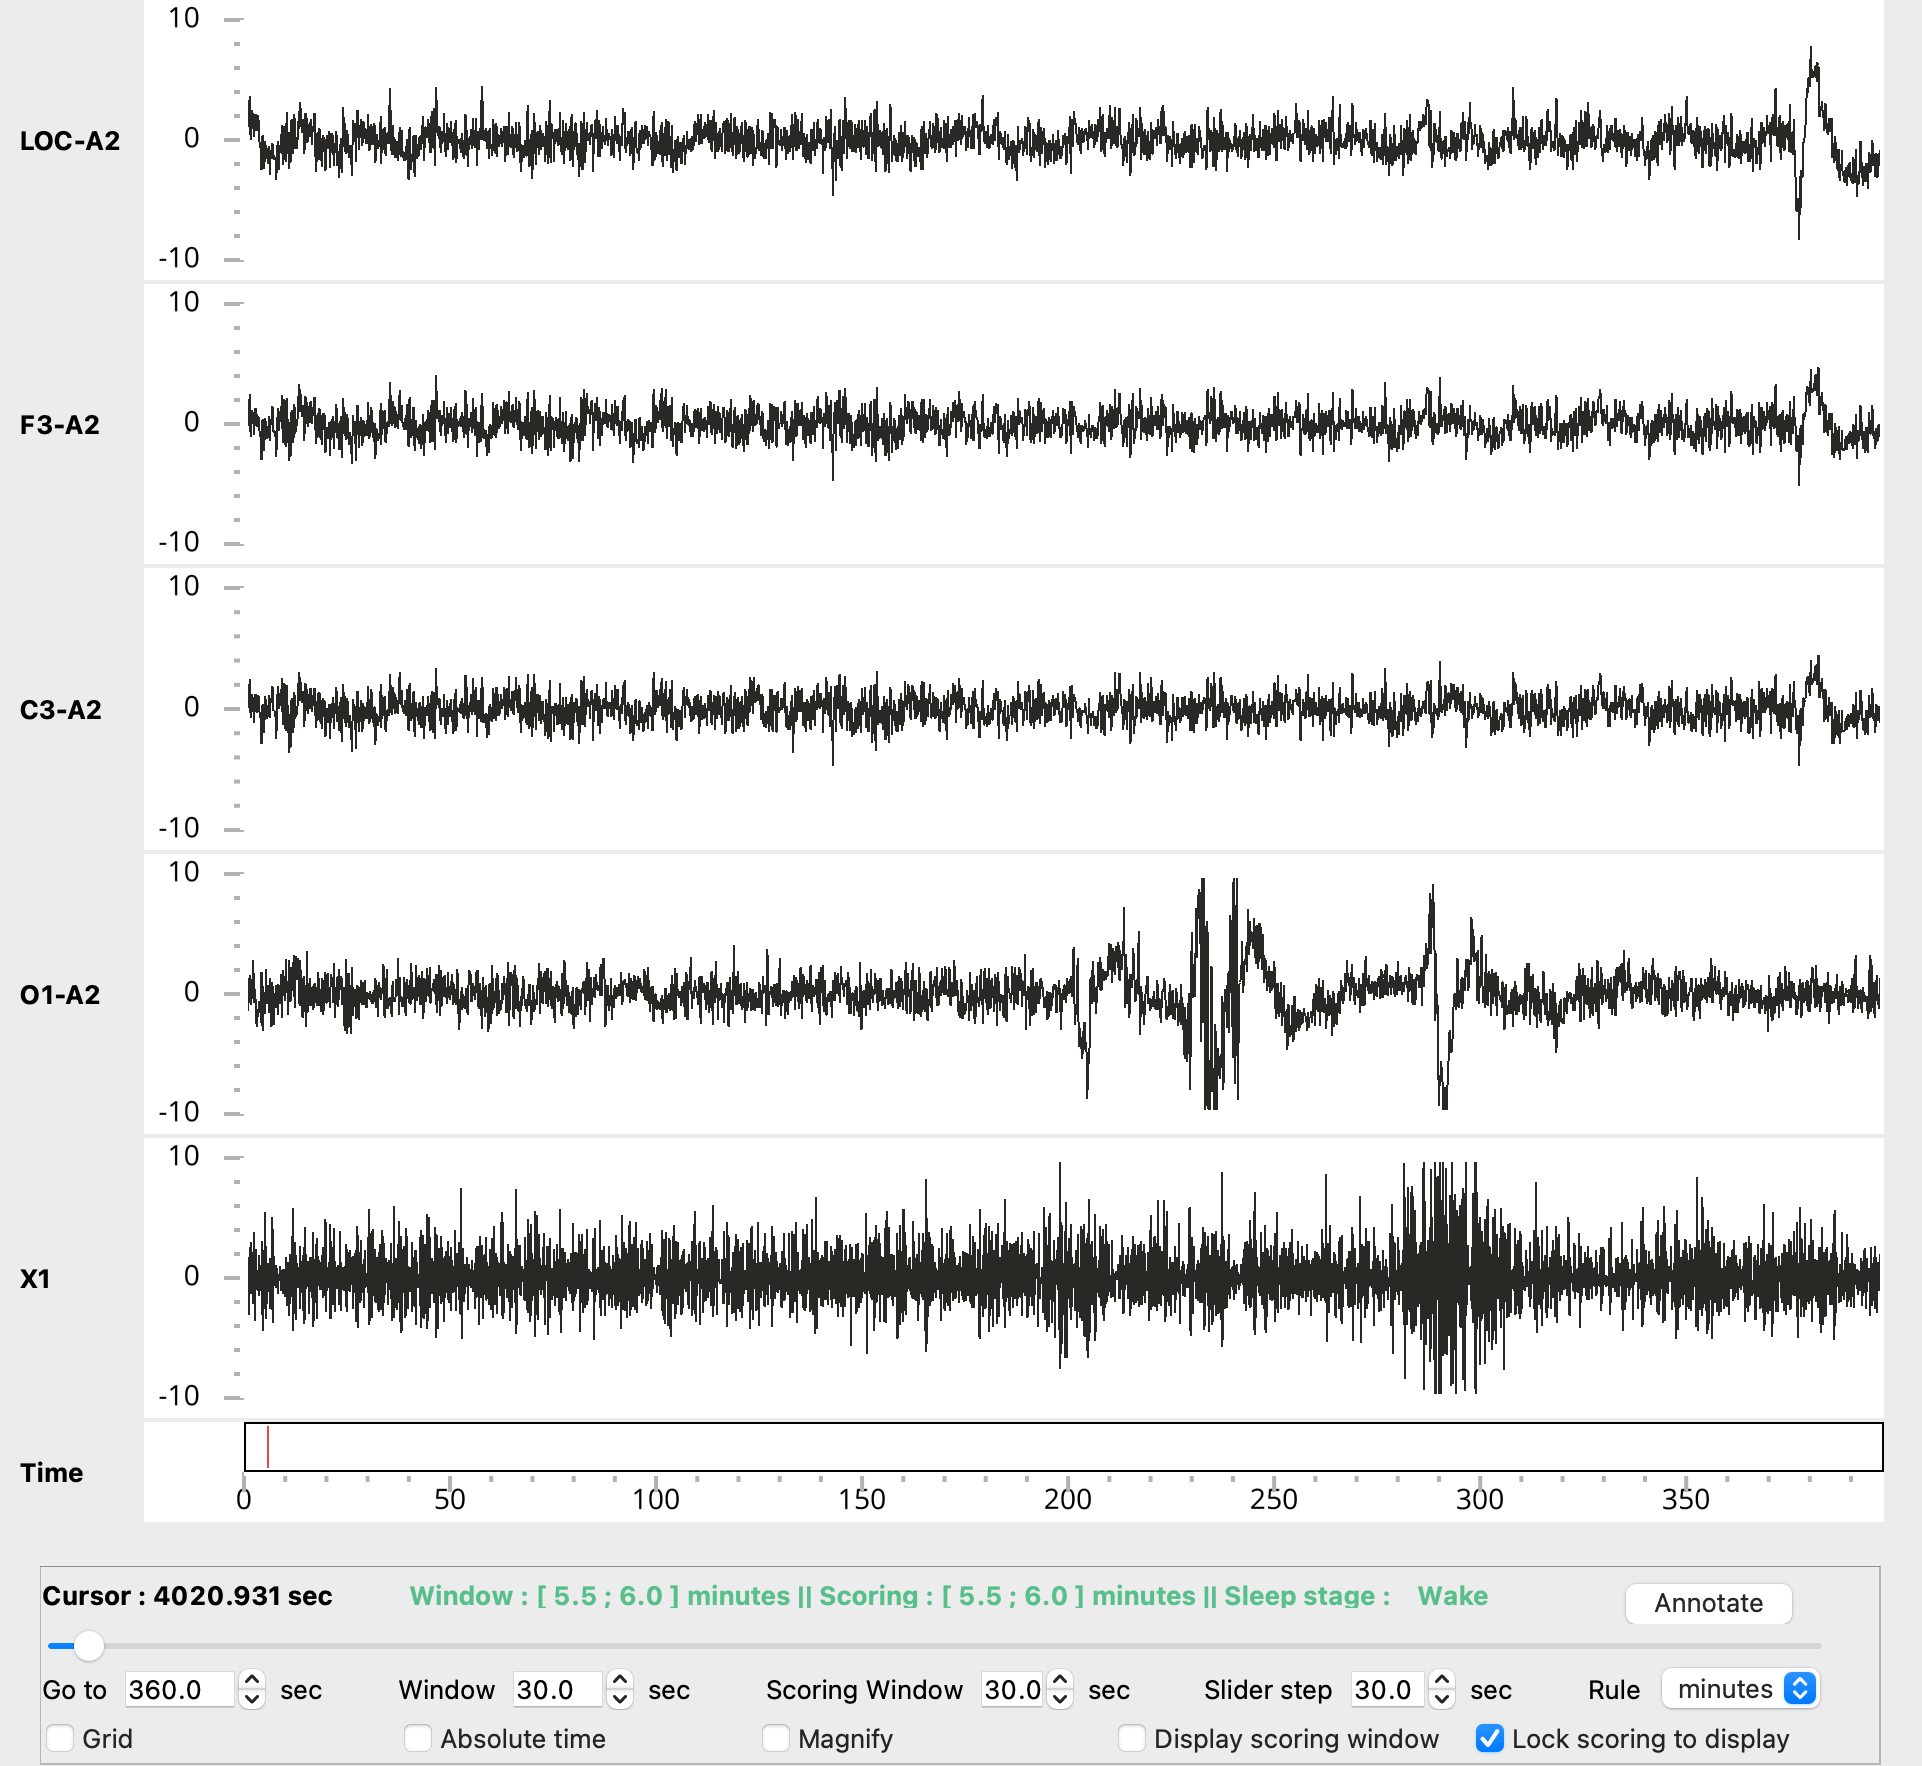 10
LOC-A2
0
-10
10
F3-A2
0
-10
10
C3-A2
0
-10
10
O1-A2
0
-10
10
X1
0
-10
Time
0 50 100 150 200 250 300 350
Cursor : 4020.931 sec Window : [ 5.5 ; 6.0 ] minutes || Scoring : [ 5.5 ; 6.0 ] minutes || Sleep stage : Wake Annotate
Go to 360.0 sec Window 30.0 sec Scoring Window 30.0 sec Slider step 30.0 sec Rule minutes
Grid Absolute time Magnify Display scoring window Lock scoring to display